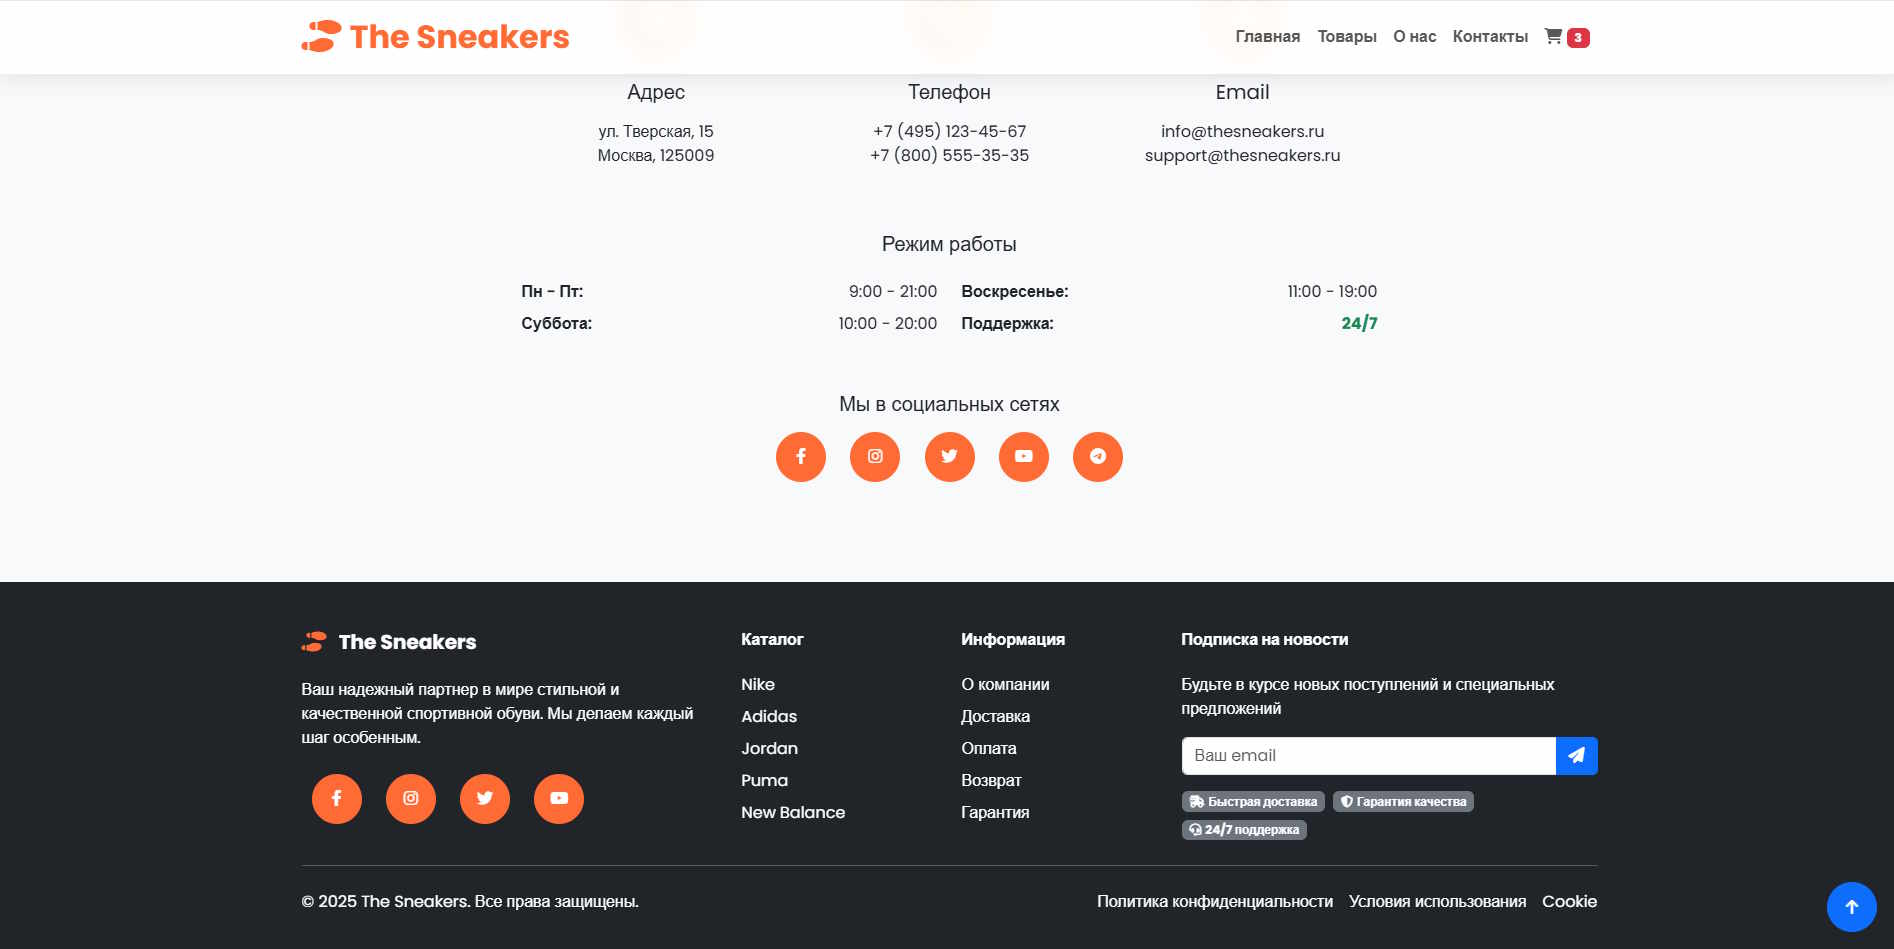 The Sneakers
Главная Товары О нас Контакты 3
Адрес
ул. Тверская, 15
Москва, 125009
Телефон
+7 (495) 123-45-67
+7 (800) 555-35-35
Email
info@thesneakers.ru
support@thesneakers.ru
Режим работы
Пн - Пт: 9:00 - 21:00
Суббота: 10:00 - 20:00
Воскресенье: 11:00 - 19:00
Поддержка: 24/7
Мы в социальных сетях
The Sneakers
Ваш надежный партнер в мире стильной и
качественной спортивной обуви. Мы делаем каждый
шаг особенным.
Каталог
Nike
Adidas
Jordan
Puma
New Balance
Информация
О компании
Доставка
Оплата
Возврат
Гарантия
Подписка на новости
Будьте в курсе новых поступлений и специальных
предложений
Ваш email
Быстрая доставка Гарантия качества
24/7 поддержка
© 2025 The Sneakers. Все права защищены.
Политика конфиденциальности Условия использования Cookie